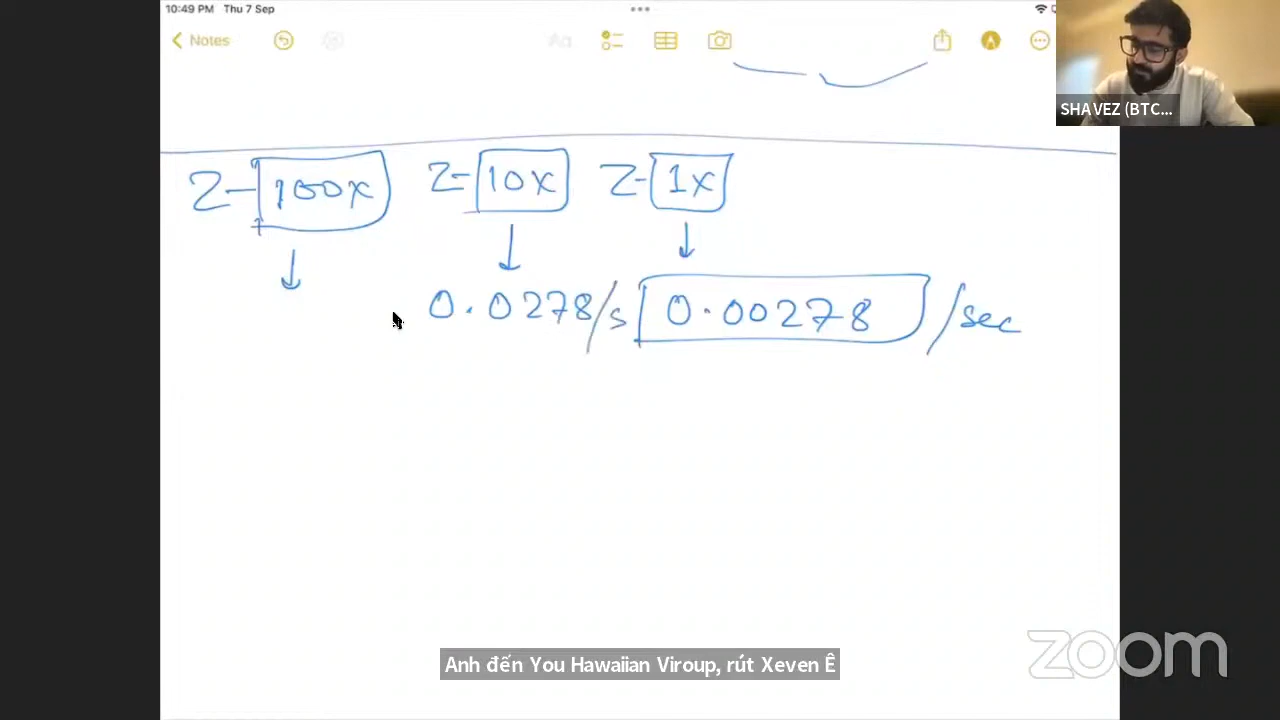 10:49 PM Thu 7 Sep
Notes
Aa
SHAVEZ (BTC...
Z-100x Z-10x Z-1x
0.0278/s 0.00278 /sec
zoom
Anh đến You Hawaiian Viroup, rút Xeven Ê